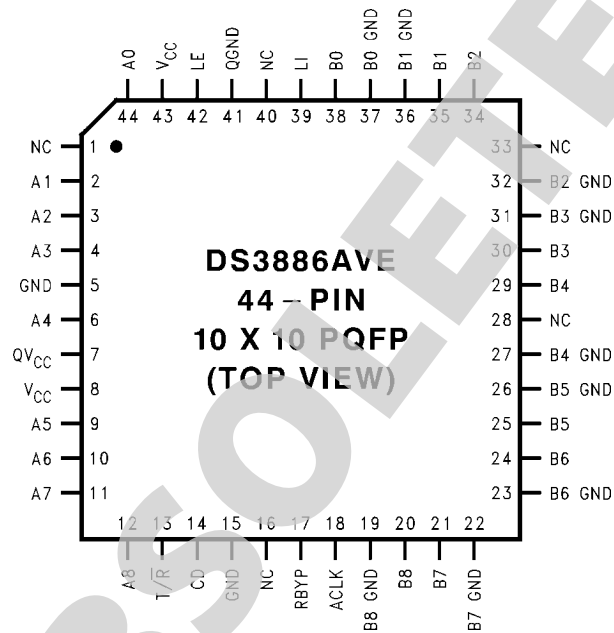 A0 V_CC LE QGND NC LI B0 B0 GND B1 GND B1 B2
44 43 42 41 40 39 38 37 36 35 34
NC 1 33 NC
A1 2 32 B2 GND
A2 3 31 B3 GND
A3 4 30 B3
GND 5 29 B4
A4 6 28 NC
QV_CC 7 27 B4 GND
V_CC 8 26 B5 GND
A5 9 25 B5
A6 10 24 B6
A7 11 23 B6 GND
DS3886AVE
44 – PIN
10 X 10 PQFP
(TOP VIEW)
12 13 14 15 16 17 18 19 20 21 22
A8 T/R̅ CD GND NC RBYP ACLK B8 GND B8 B7 B7 GND
OBSOLETE